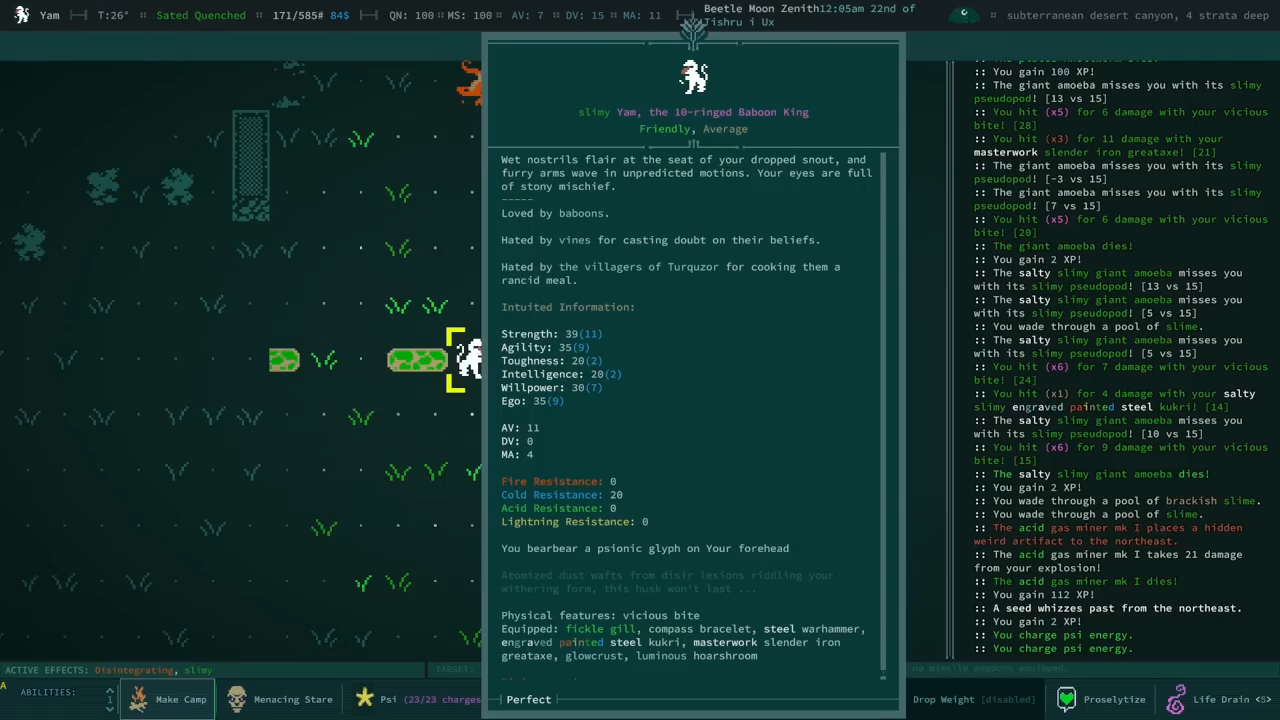 Yam T:26° Sated Quenched 171/585# 84$ QN: 100 MS: 100 AV: 7 DV: 15 MA: 11 Beetle Moon Zenith 12:05am 22nd of Tishru i Ux subterranean desert canyon, 4 strata deep
slimy Yam, the 10-ringed Baboon King
Friendly, Average
Wet nostrils flair at the seat of your dropped snout, and
furry arms wave in unpredicted motions. Your eyes are full
of stony mischief.
-----
Loved by baboons.
Hated by vines for casting doubt on their beliefs.
Hated by the villagers of Turquzor for cooking them a
rancid meal.
Intuited Information:
Strength: 39(11)
Agility: 35(9)
Toughness: 20(2)
Intelligence: 20(2)
Willpower: 30(7)
Ego: 35(9)
AV: 11
DV: 0
MA: 4
Fire Resistance: 0
Cold Resistance: 20
Acid Resistance: 0
Lightning Resistance: 0
You bearbear a psionic glyph on Your forehead
Atomized dust wafts from disir lesions riddling your
withering form, this husk won't last ...
Physical features: vicious bite
Equipped: fickle gill, compass bracelet, steel warhammer,
engraved painted steel kukri, masterwork slender iron
greataxe, glowcrust, luminous hoarshroom
Perfect
:: You gain 100 XP!
:: The giant amoeba misses you with its slimy
pseudopod! [13 vs 15]
:: You hit (x5) for 6 damage with your vicious
bite! [28]
:: You hit (x3) for 11 damage with your
masterwork slender iron greataxe! [21]
:: The giant amoeba misses you with its slimy
pseudopod! [-3 vs 15]
:: The giant amoeba misses you with its slimy
pseudopod! [7 vs 15]
:: You hit (x5) for 6 damage with your vicious
bite! [20]
:: The giant amoeba dies!
:: You gain 2 XP!
:: The salty slimy giant amoeba misses you
with its slimy pseudopod! [13 vs 15]
:: The salty slimy giant amoeba misses you
with its slimy pseudopod! [5 vs 15]
:: You wade through a pool of slime.
:: The salty slimy giant amoeba misses you
with its slimy pseudopod! [5 vs 15]
:: You hit (x6) for 7 damage with your vicious
bite! [24]
:: You hit (x1) for 4 damage with your salty
slimy engraved painted steel kukri! [14]
:: The salty slimy giant amoeba misses you
with its slimy pseudopod! [10 vs 15]
:: You hit (x6) for 9 damage with your vicious
bite! [15]
:: The salty slimy giant amoeba dies!
:: You gain 2 XP!
:: You wade through a pool of brackish slime.
:: You wade through a pool of slime.
:: The acid gas miner mk I places a hidden
weird artifact to the northeast.
:: The acid gas miner mk I takes 21 damage
from your explosion!
:: The acid gas miner mk I dies!
:: You gain 112 XP!
:: A seed whizzes past from the northeast.
:: You gain 2 XP!
:: You charge psi energy.
:: You charge psi energy.
ACTIVE EFFECTS: Disintegrating, slimy TARGET: no missile weapons equipped.
A ABILITIES: 1 Make Camp Menacing Stare Psi (23/23 charges Drop Weight [disabled] Proselytize Life Drain <5>